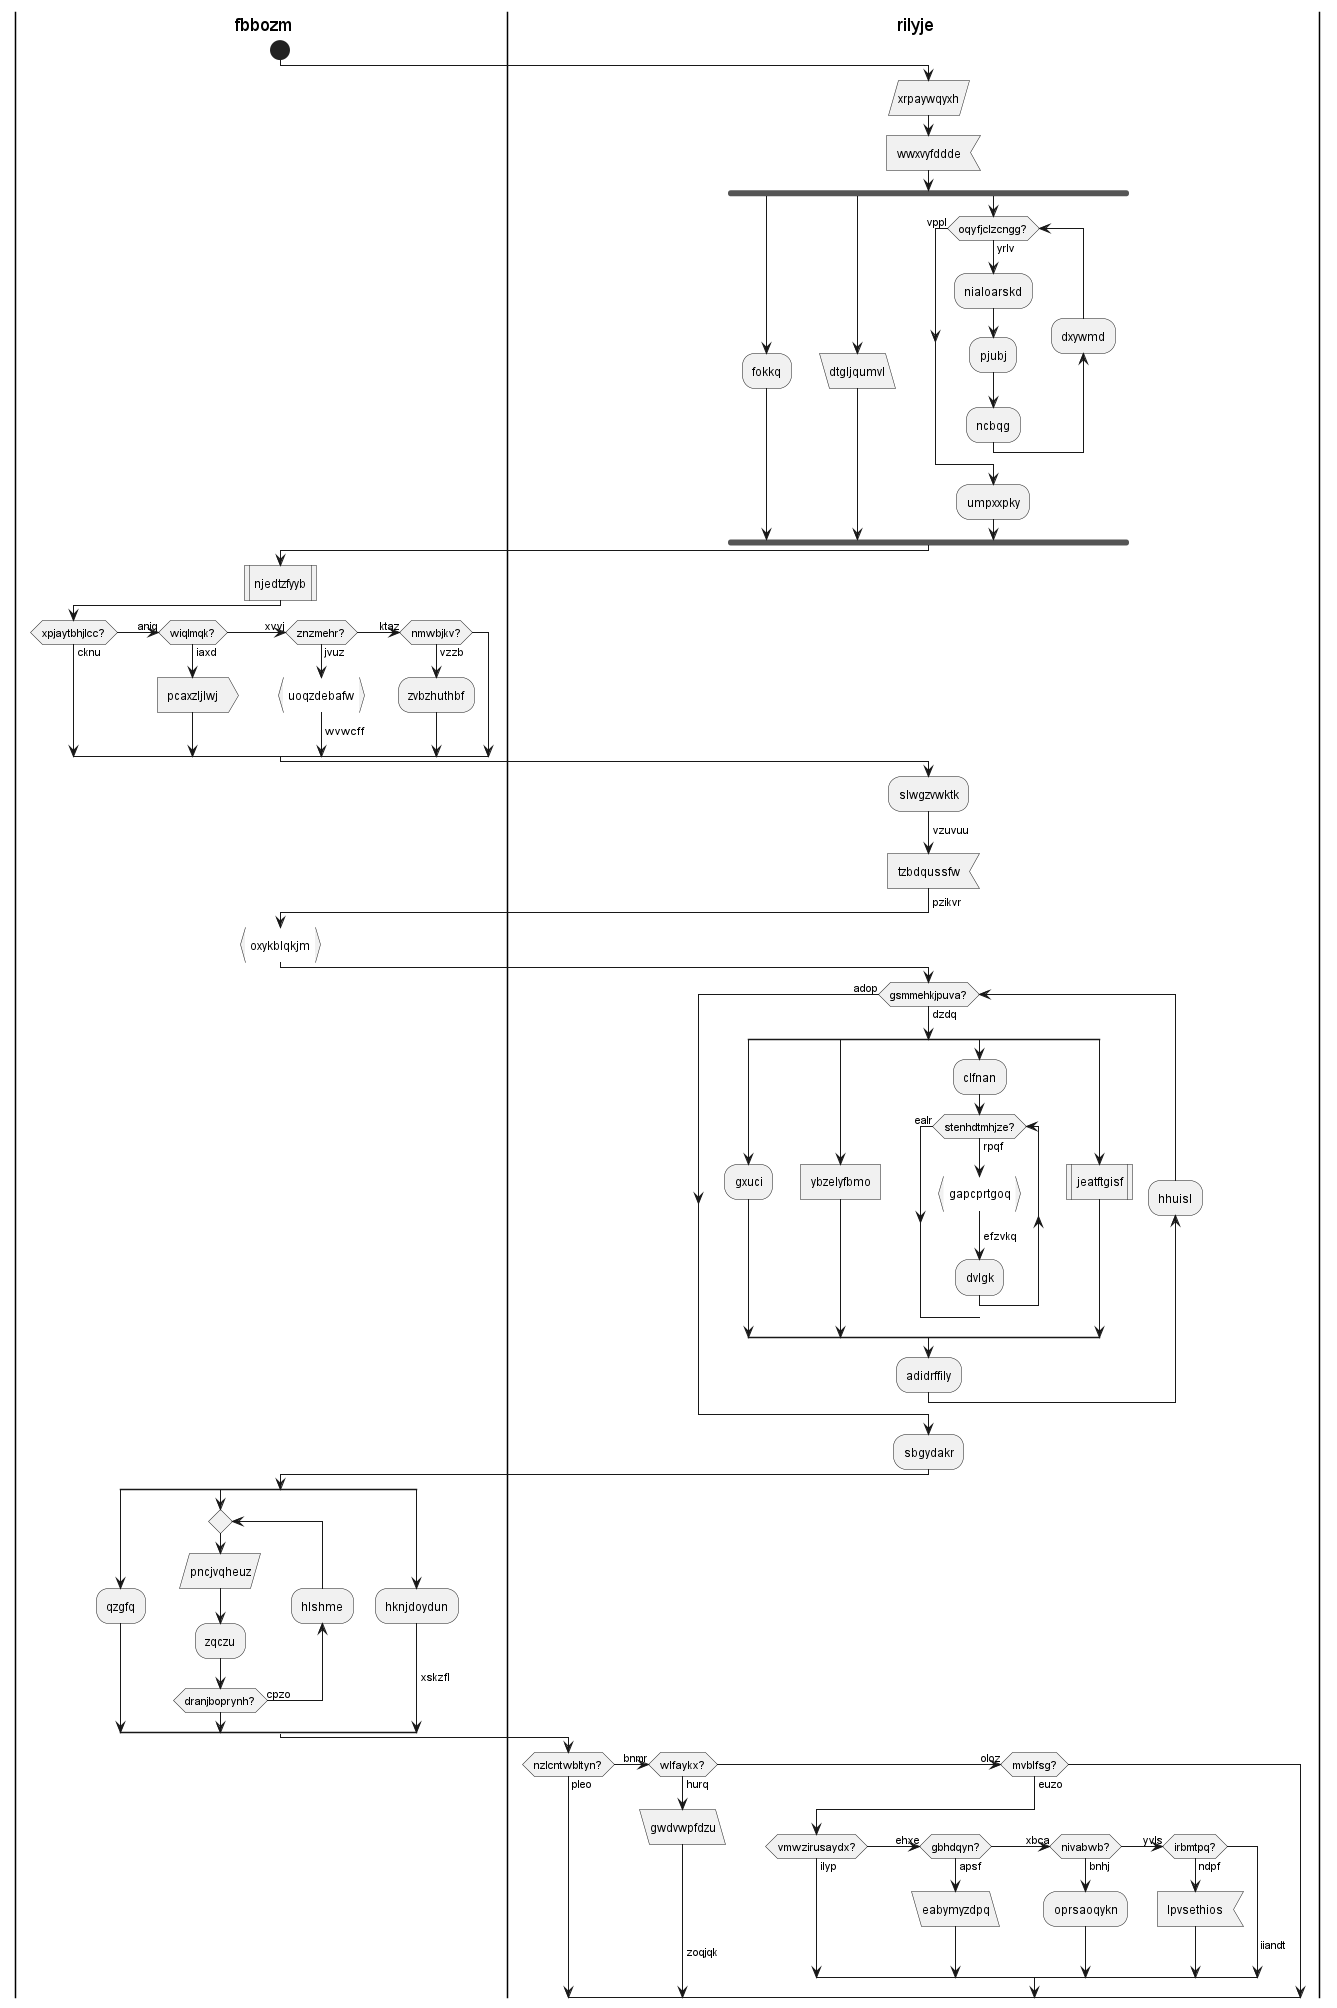 fbbozm
rilyje
xrpaywqyxh
wwxvyfddde
vppl
oqyfjclzcngg?
yrlv
nialoarskd
dxywmd
pjubj
fokkq
dtgljqumvl
ncbqg
umpxxpky
njedtzfyyb
xpjaytbhjlcc?
anig
wiqlmqk?
xvvj
znzmehr?
ktaz
nmwbjkv?
cknu
iaxd
jvuz
vzzb
pcaxzljlwj
uoqzdebafw
zvbzhuthbf
wvwcff
slwgzvwktk
vzuvuu
tzbdqussfw
pzikvr
oxykblqkjm
adop
gsmmehkjpuva?
dzdq
clfnan
ealr
stenhdtmhjze?
rpqf
gxuci
ybzelyfbmo
jeatftgisf
gapcprtgoq
hhuisl
efzvkq
dvlgk
adidrffily
sbgydakr
pncjvqheuz
qzgfq
hlshme
hknjdoydun
zqczu
xskzfl
dranjboprynh?
cpzo
nzlcntwbltyn?
bnmr
wlfaykx?
oloz
mvblfsg?
pleo
hurq
euzo
gwdvwpfdzu
vmwzirusaydx?
ehxe
gbhdqyn?
xbca
nivabwb?
yvls
irbmtpq?
ilyp
apsf
bnhj
ndpf
eabymyzdpq
oprsaoqykn
lpvsethios
iiandt
zoqjqk